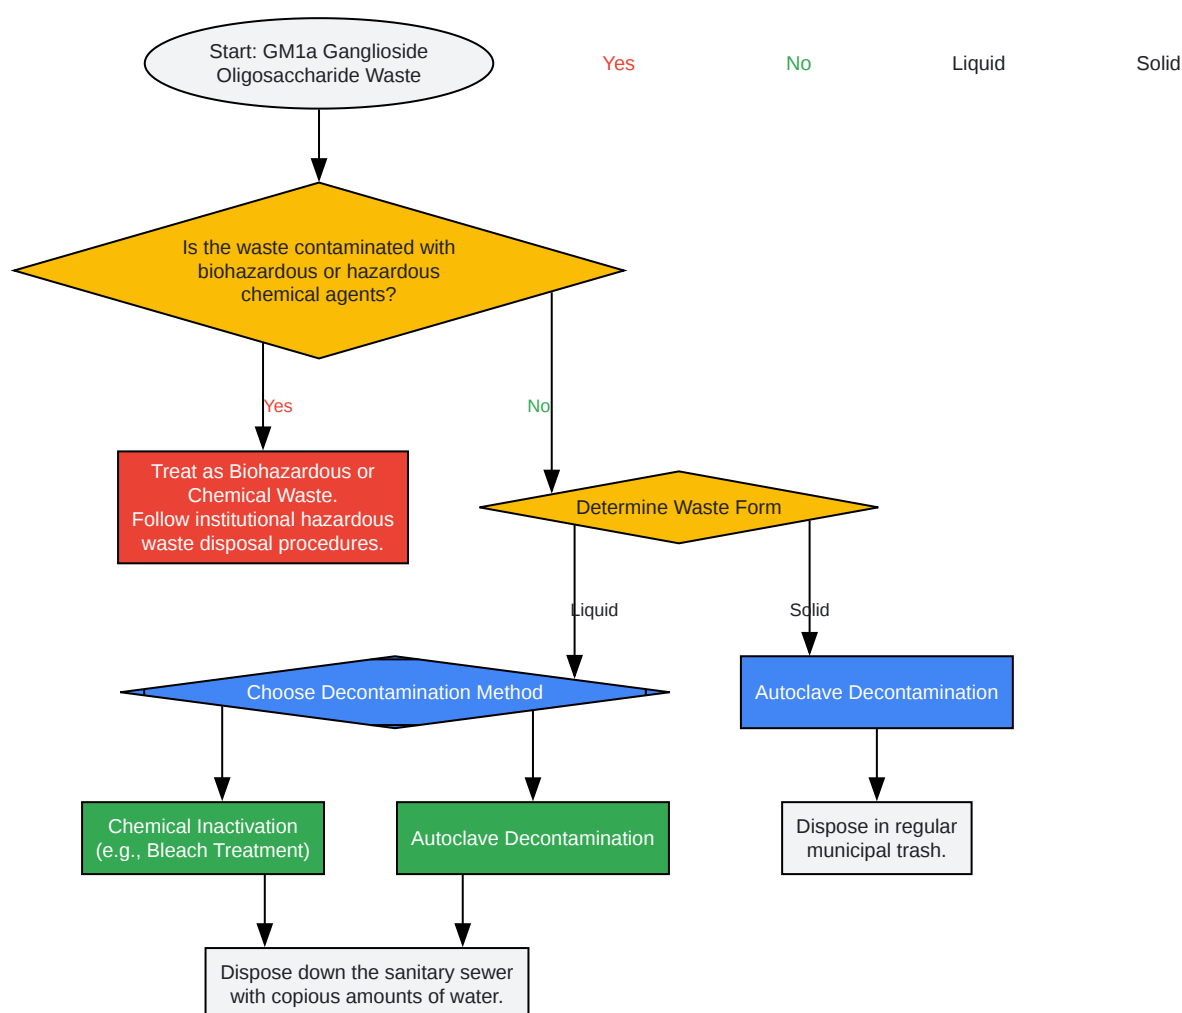 Start: GM1a Ganglioside
Oligosaccharide Waste
Yes
No
Liquid
Solid
Is the waste contaminated with
biohazardous or hazardous
chemical agents?
Yes
No
Treat as Biohazardous or
Chemical Waste.
Follow institutional hazardous
waste disposal procedures.
Determine Waste Form
Liquid
Solid
Choose Decontamination Method
Autoclave Decontamination
Chemical Inactivation
(e.g., Bleach Treatment)
Autoclave Decontamination
Dispose in regular
municipal trash.
Dispose down the sanitary sewer
with copious amounts of water.